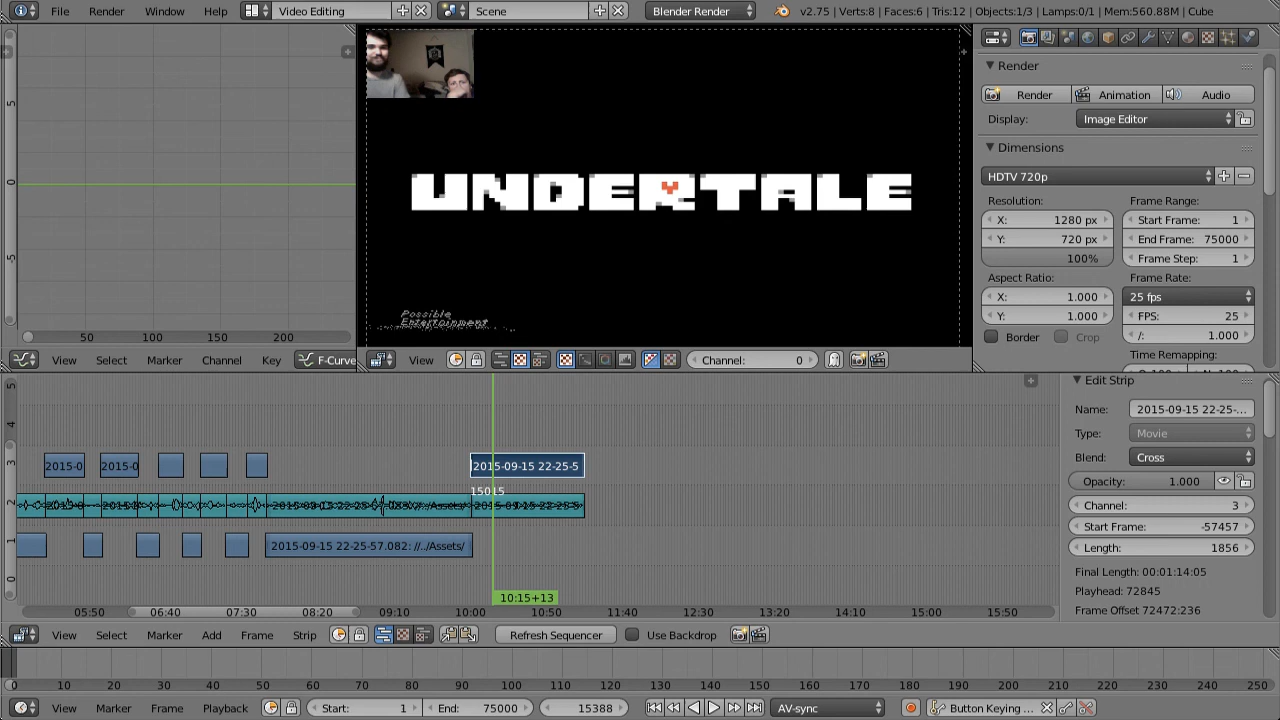 File Render Window Help Video Editing Scene Blender Render v2.75 | Verts:8 | Faces:6 | Tris:12 | Objects:1/3 | Lamps:0/1 | Mem:560.88M | Cube
5
0
-5
50 100 150 200
View Select Marker Channel Key F-Curve
UNDERTALE
Possible
Entertainment
View Channel: 0
Render
Render Animation Audio
Display: Image Editor
Dimensions
HDTV 720p
Resolution: Frame Range:
X: 1280 px Start Frame: 1
Y: 720 px End Frame: 75000
100% Frame Step: 1
Aspect Ratio: Frame Rate:
X: 1.000 25 fps
Y: 1.000 FPS: 25
Border Crop /: 1.000
Time Remapping:
5
4
3
2
1
0
2015-0 2015-0 2015-09-15 22-25-5
15015
2015-09-15 22-25-57.082: //../Assets/
10:15+13
05:50 06:40 07:30 08:20 09:10 10:00 10:50 11:40 12:30 13:20 14:10 15:00 15:50
View Select Marker Add Frame Strip Refresh Sequencer Use Backdrop
Edit Strip
Name: 2015-09-15 22-25-...
Type: Movie
Blend: Cross
Opacity: 1.000
Channel: 3
Start Frame: -57457
Length: 1856
Final Length: 00:01:14:05
Playhead: 72845
Frame Offset 72472:236
0 10 20 30 40 50 60 70 80 90 100 110 120 130 140 150 160 170 180 190 200 210 220 230 240 250
View Marker Frame Playback Start: 1 End: 75000 15388 AV-sync Button Keying ...